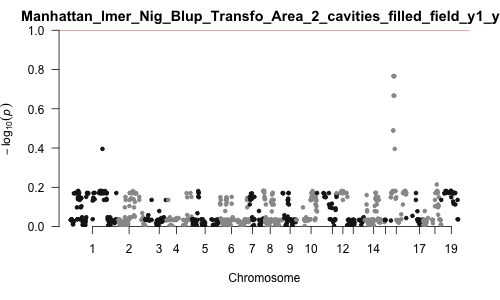 Manhattan_Imer_Nig_Blup_Transfo_Area_2_cavities_filled_field_y1_y
1.0
0.8
0.6
0.4
0.2
0.0
− log10(p)
1 2 3 4 5 6 7 8 9 10 12 14 17 19
Chromosome